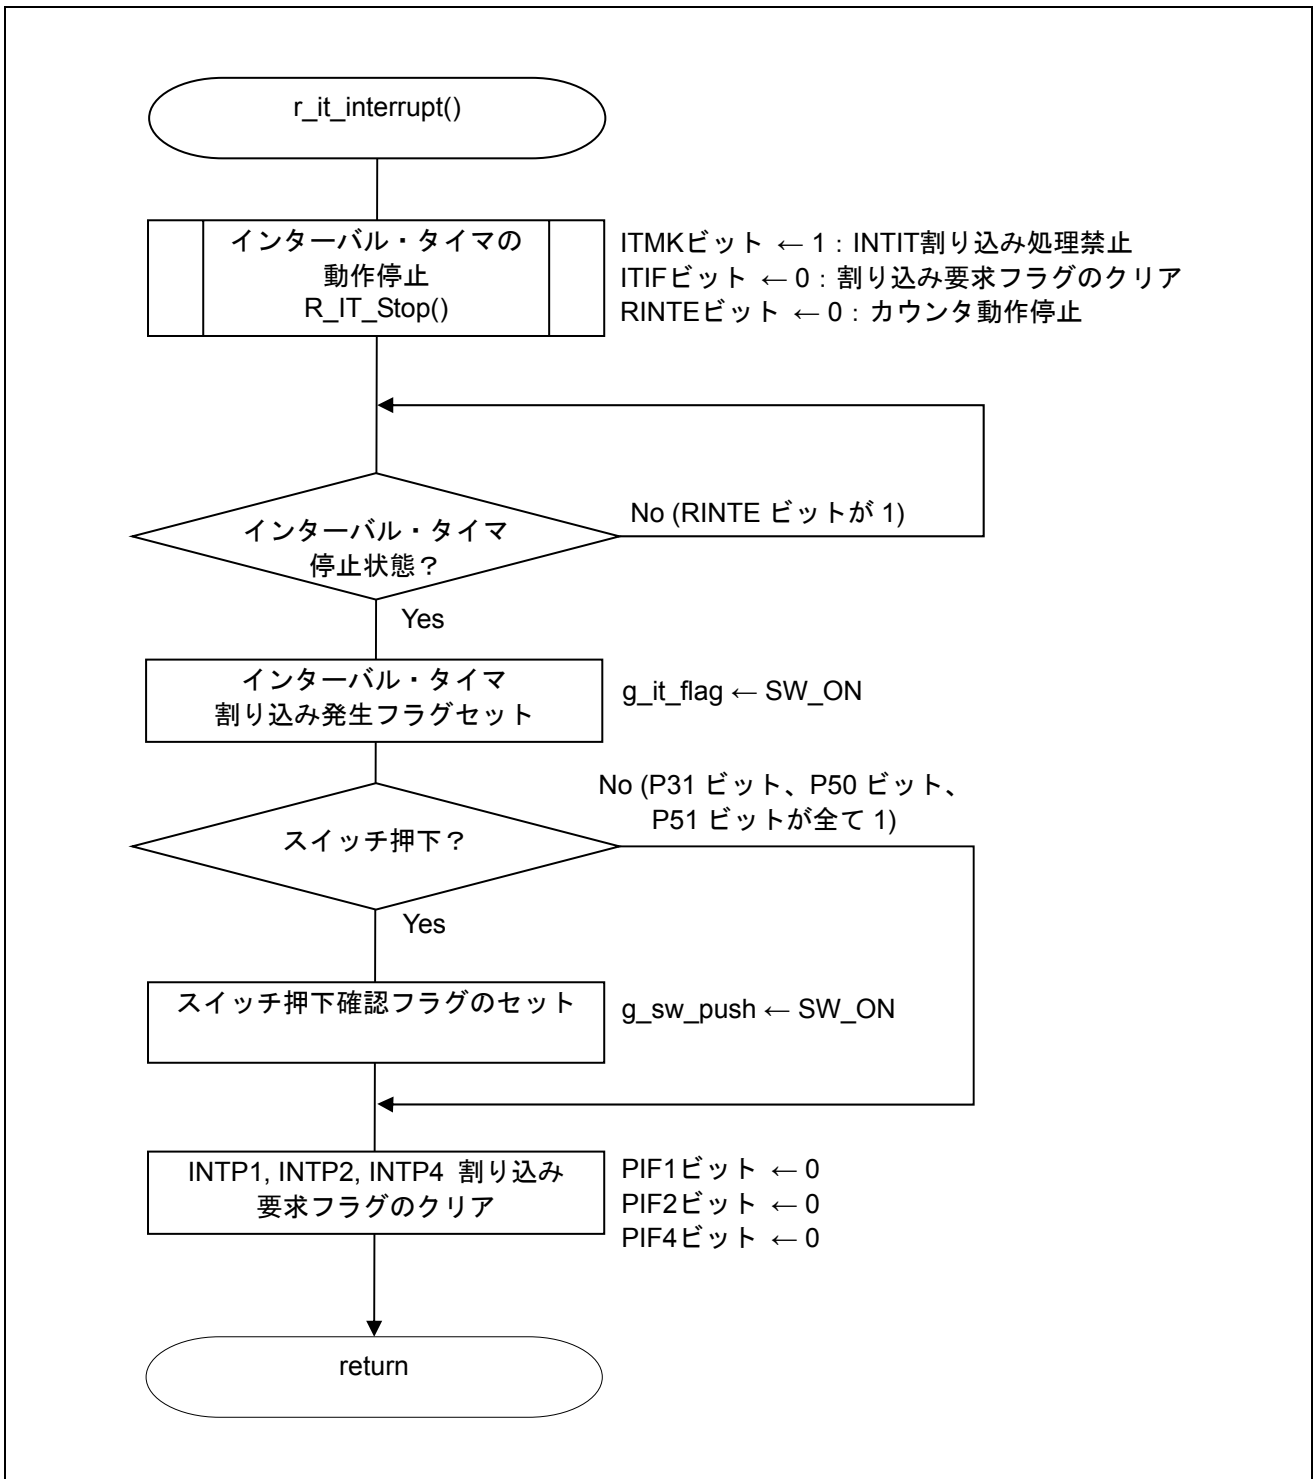 r_it_interrupt()
インターバル・タイマの
動作停止
R_IT_Stop()
ITMKビット ← 1：INTIT割り込み処理禁止
ITIFビット ← 0：割り込み要求フラグのクリア
RINTEビット ← 0：カウンタ動作停止
インターバル・タイマ
停止状態？
No (RINTE ビットが 1)
Yes
インターバル・タイマ
割り込み発生フラグセット
g_it_flag ← SW_ON
スイッチ押下？
No (P31 ビット、P50 ビット、
P51 ビットが全て 1)
Yes
スイッチ押下確認フラグのセット
g_sw_push ← SW_ON
INTP1, INTP2, INTP4 割り込み
要求フラグのクリア
PIF1ビット ← 0
PIF2ビット ← 0
PIF4ビット ← 0
return